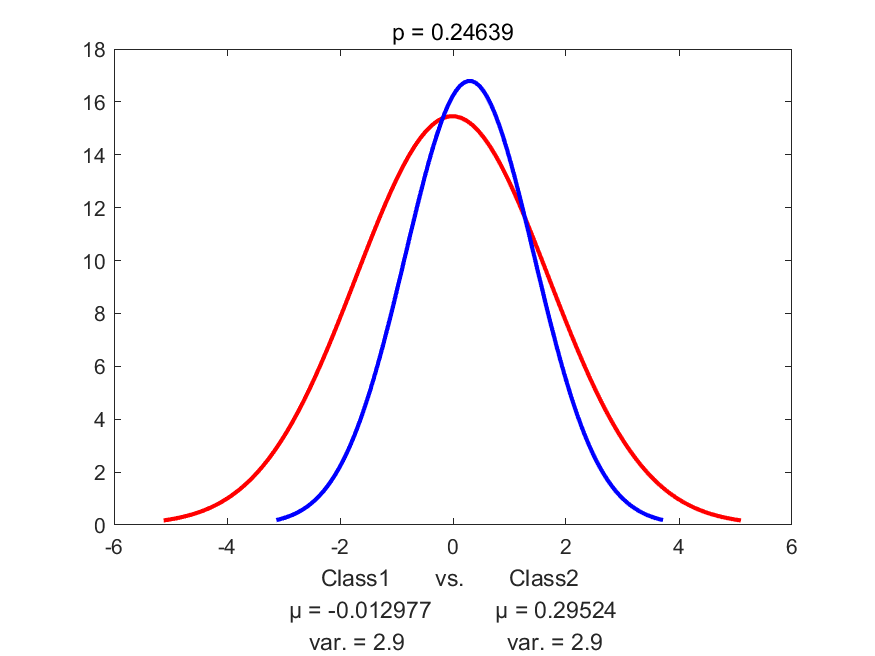 p = 0.24639
18
16
14
12
10
8
6
4
2
0
-6 -4 -2 0 2 4 6
Class1 vs. Class2
μ = -0.012977 μ = 0.29524
var. = 2.9 var. = 2.9